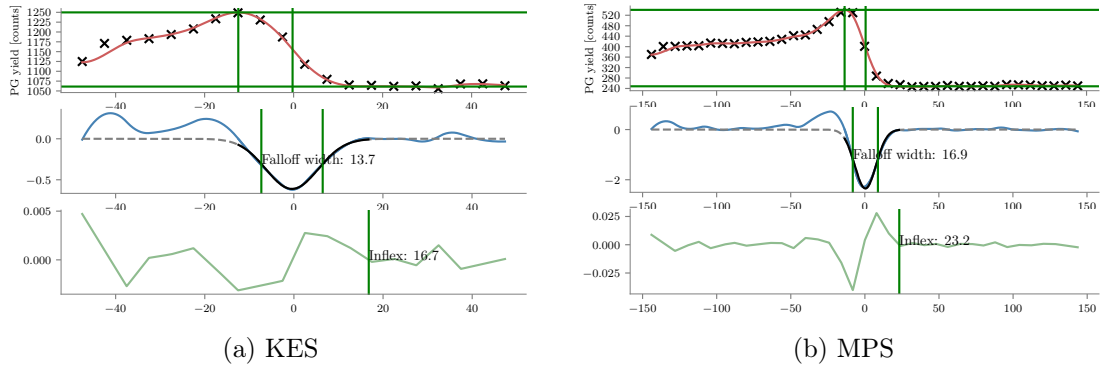 PG yield [counts]
1250
1225
1200
1175
1150
1125
1100
1075
1050
−40 −20 0 20 40
0.0
−0.5
Falloff width: 13.7
−40 −20 0 20 40
0.005
0.000
Inflex: 16.7
−40 −20 0 20 40
(a) KES
PG yield [counts]
520
480
440
400
360
320
280
240
−150 −100 −50 0 50 100 150
0
−2
Falloff width: 16.9
−150 −100 −50 0 50 100 150
0.025
0.000
−0.025
Inflex: 23.2
−150 −100 −50 0 50 100 150
(b) MPS